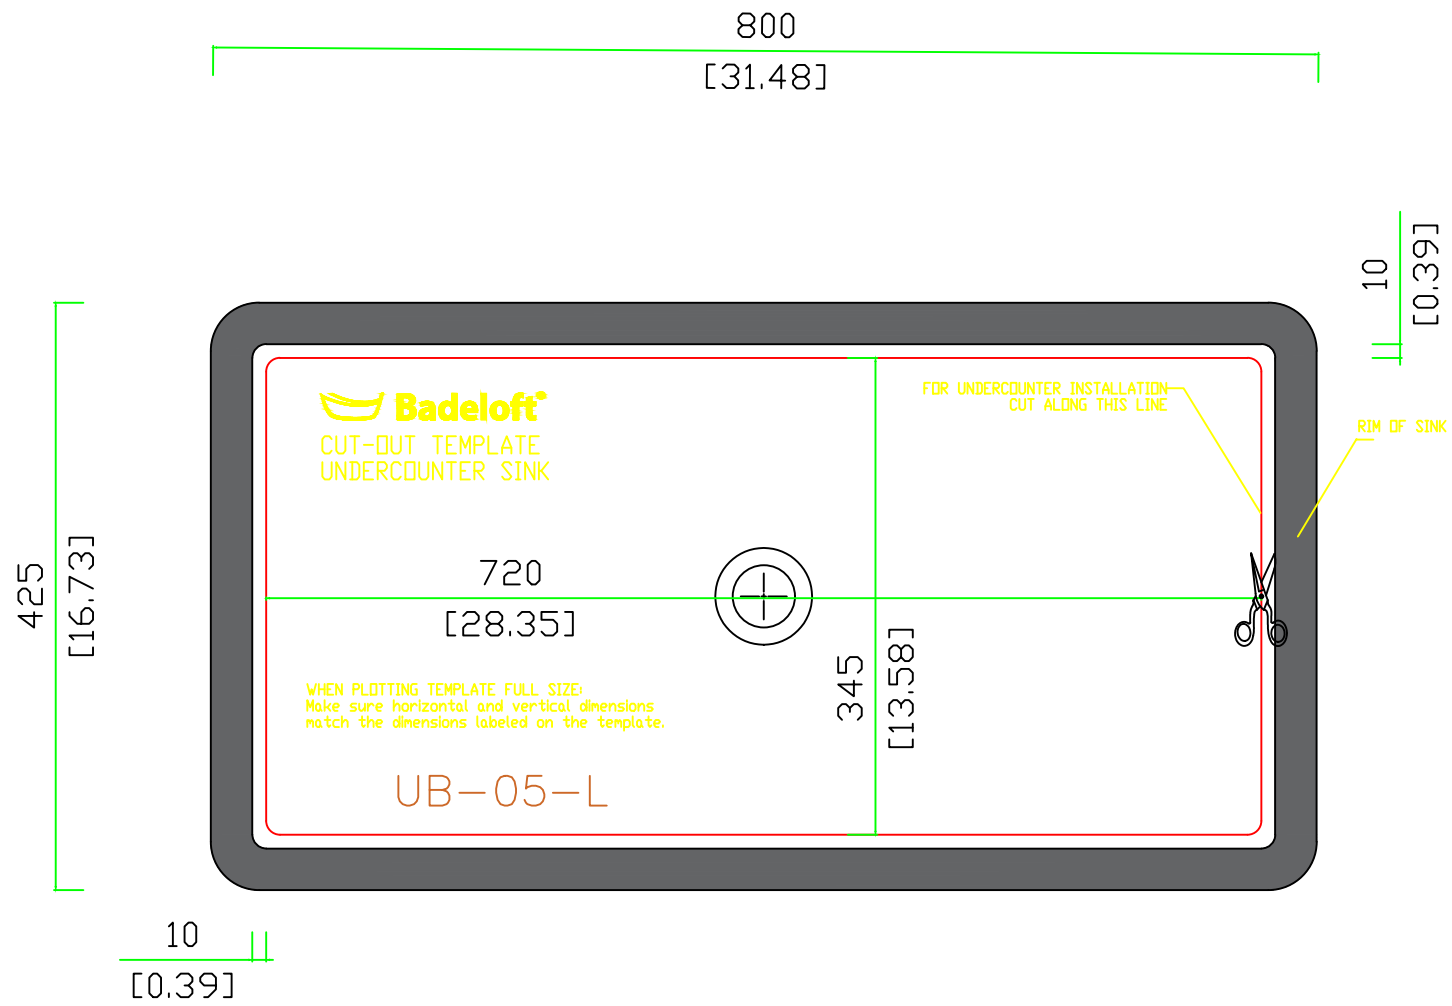 800
[31.48]
10
[0.39]
Badeloft®
CUT-OUT TEMPLATE
UNDERCOUNTER SINK
FOR UNDERCOUNTER INSTALLATION
CUT ALONG THIS LINE
RIM OF SINK
425
[16.73]
720
[28.35]
345
[13.58]
WHEN PLOTTING TEMPLATE FULL SIZE:
Make sure horizontal and vertical dimensions
match the dimensions labeled on the template.
UB-05-L
10
[0.39]